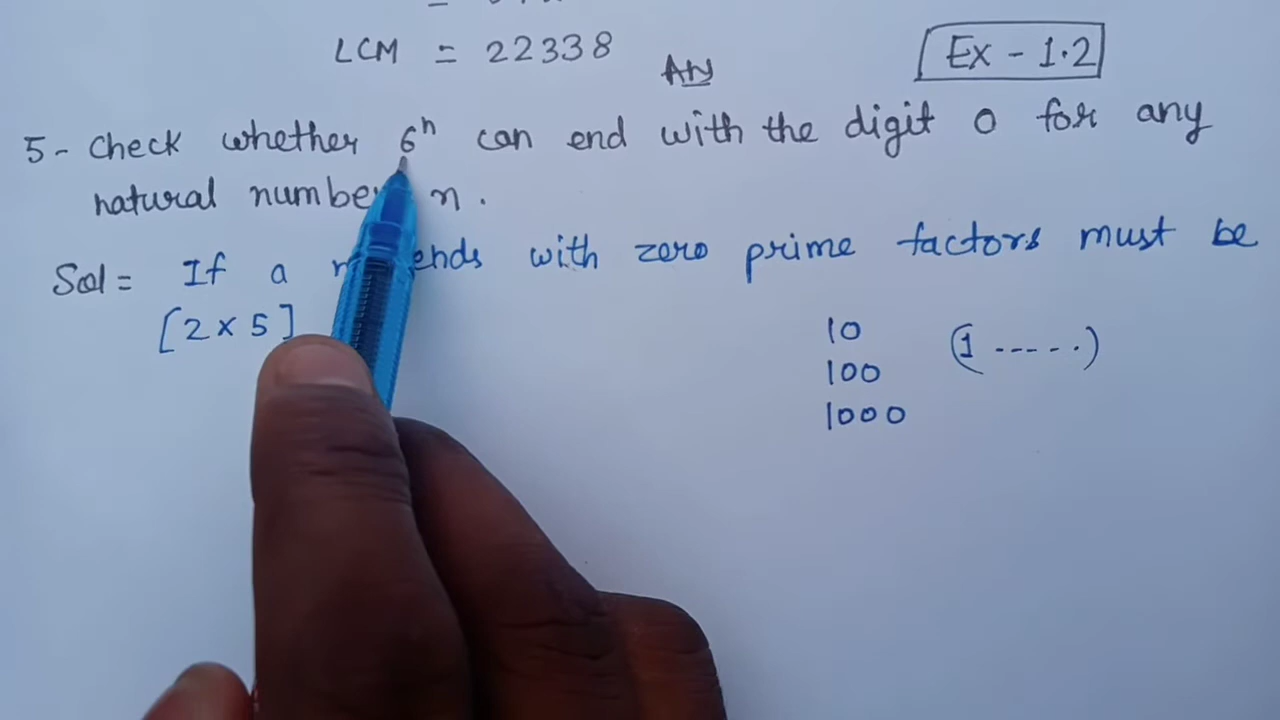 LCM = 22338
Ans
Ex - 1.2
5- Check whether 6ⁿ can end with the digit 0 for any
natural number n.
Sol = If a ends with zero prime factors must be
[2 × 5]
10
(1 -----.)
100
1000